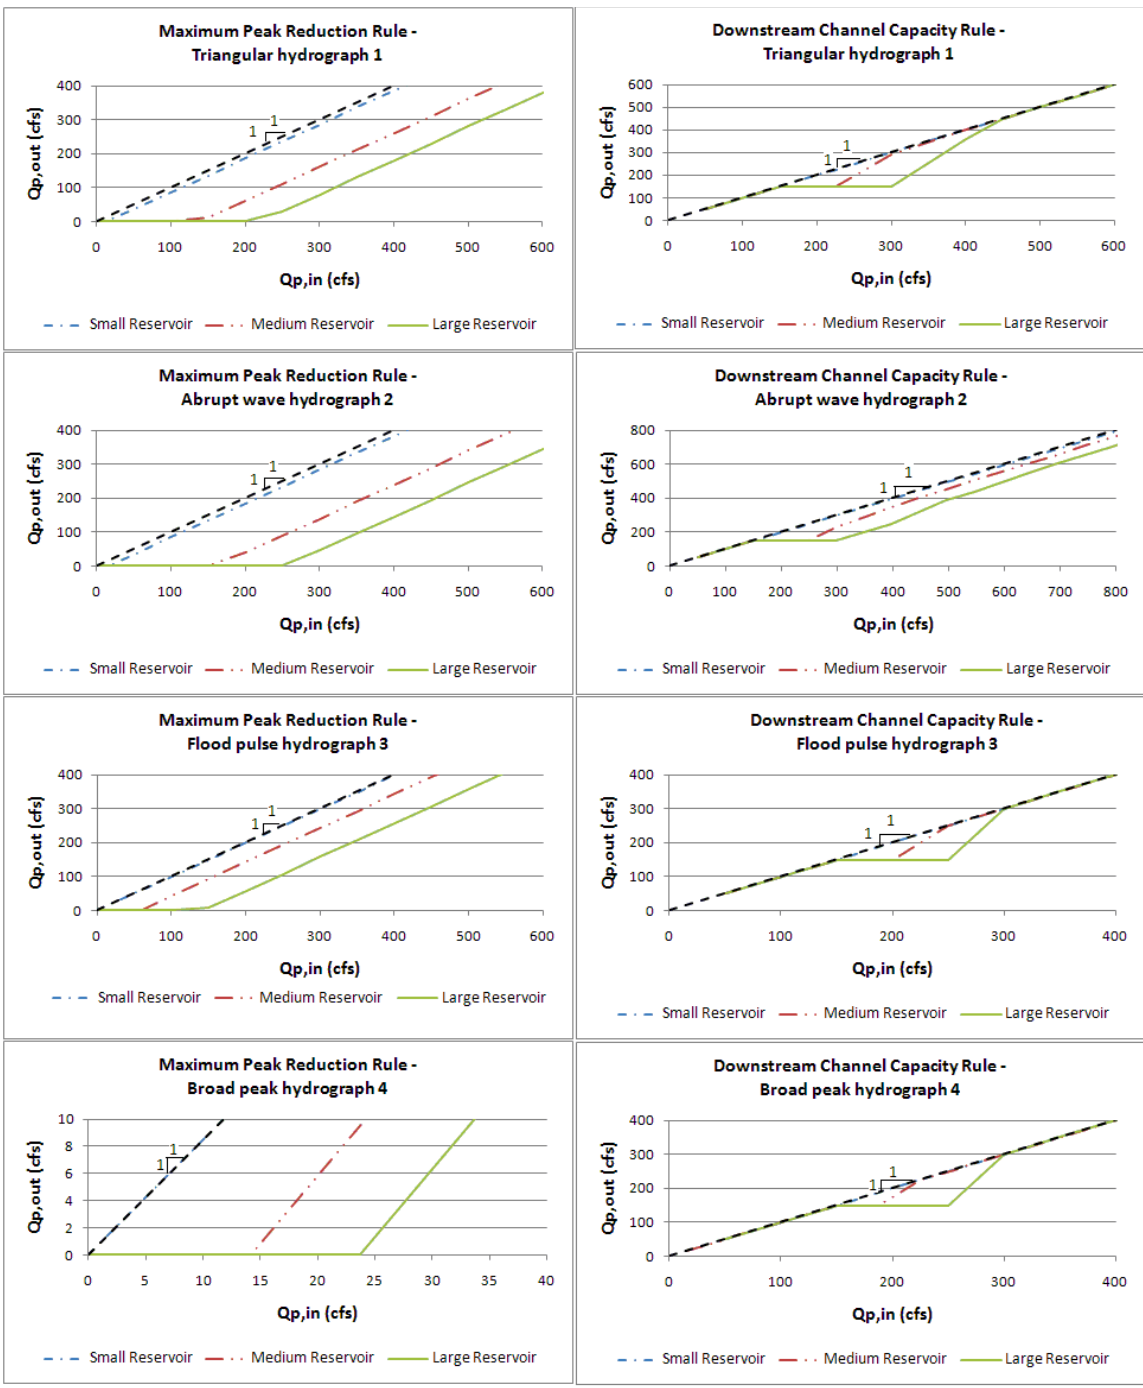 Maximum Peak Reduction Rule -
Triangular hydrograph 1
Qp,out (cfs)
400
300
200
100
0
1
1
0 100 200 300 400 500 600
Qp,in (cfs)
Small Reservoir Medium Reservoir Large Reservoir
Downstream Channel Capacity Rule -
Triangular hydrograph 1
Qp,out (cfs)
600
500
400
300
200
100
0
1
1
0 100 200 300 400 500 600
Qp,in (cfs)
Small Reservoir Medium Reservoir Large Reservoir
Maximum Peak Reduction Rule -
Abrupt wave hydrograph 2
Qp,out (cfs)
400
300
200
100
0
1
1
0 100 200 300 400 500 600
Qp,in (cfs)
Small Reservoir Medium Reservoir Large Reservoir
Downstream Channel Capacity Rule -
Abrupt wave hydrograph 2
Qp,out (cfs)
800
600
400
200
0
1
1
0 100 200 300 400 500 600 700 800
Qp,in (cfs)
Small Reservoir Medium Reservoir Large Reservoir
Maximum Peak Reduction Rule -
Flood pulse hydrograph 3
Qp,out (cfs)
400
300
200
100
0
1
1
0 100 200 300 400 500 600
Qp,in (cfs)
Small Reservoir Medium Reservoir Large Reservoir
Downstream Channel Capacity Rule -
Flood pulse hydrograph 3
Qp,out (cfs)
400
300
200
100
0
1
1
0 100 200 300 400
Qp,in (cfs)
Small Reservoir Medium Reservoir Large Reservoir
Maximum Peak Reduction Rule -
Broad peak hydrograph 4
Qp,out (cfs)
10
8
6
4
2
0
1
1
0 5 10 15 20 25 30 35 40
Qp,in (cfs)
Small Reservoir Medium Reservoir Large Reservoir
Downstream Channel Capacity Rule -
Broad peak hydrograph 4
Qp,out (cfs)
400
300
200
100
0
1
1
0 100 200 300 400
Qp,in (cfs)
Small Reservoir Medium Reservoir Large Reservoir